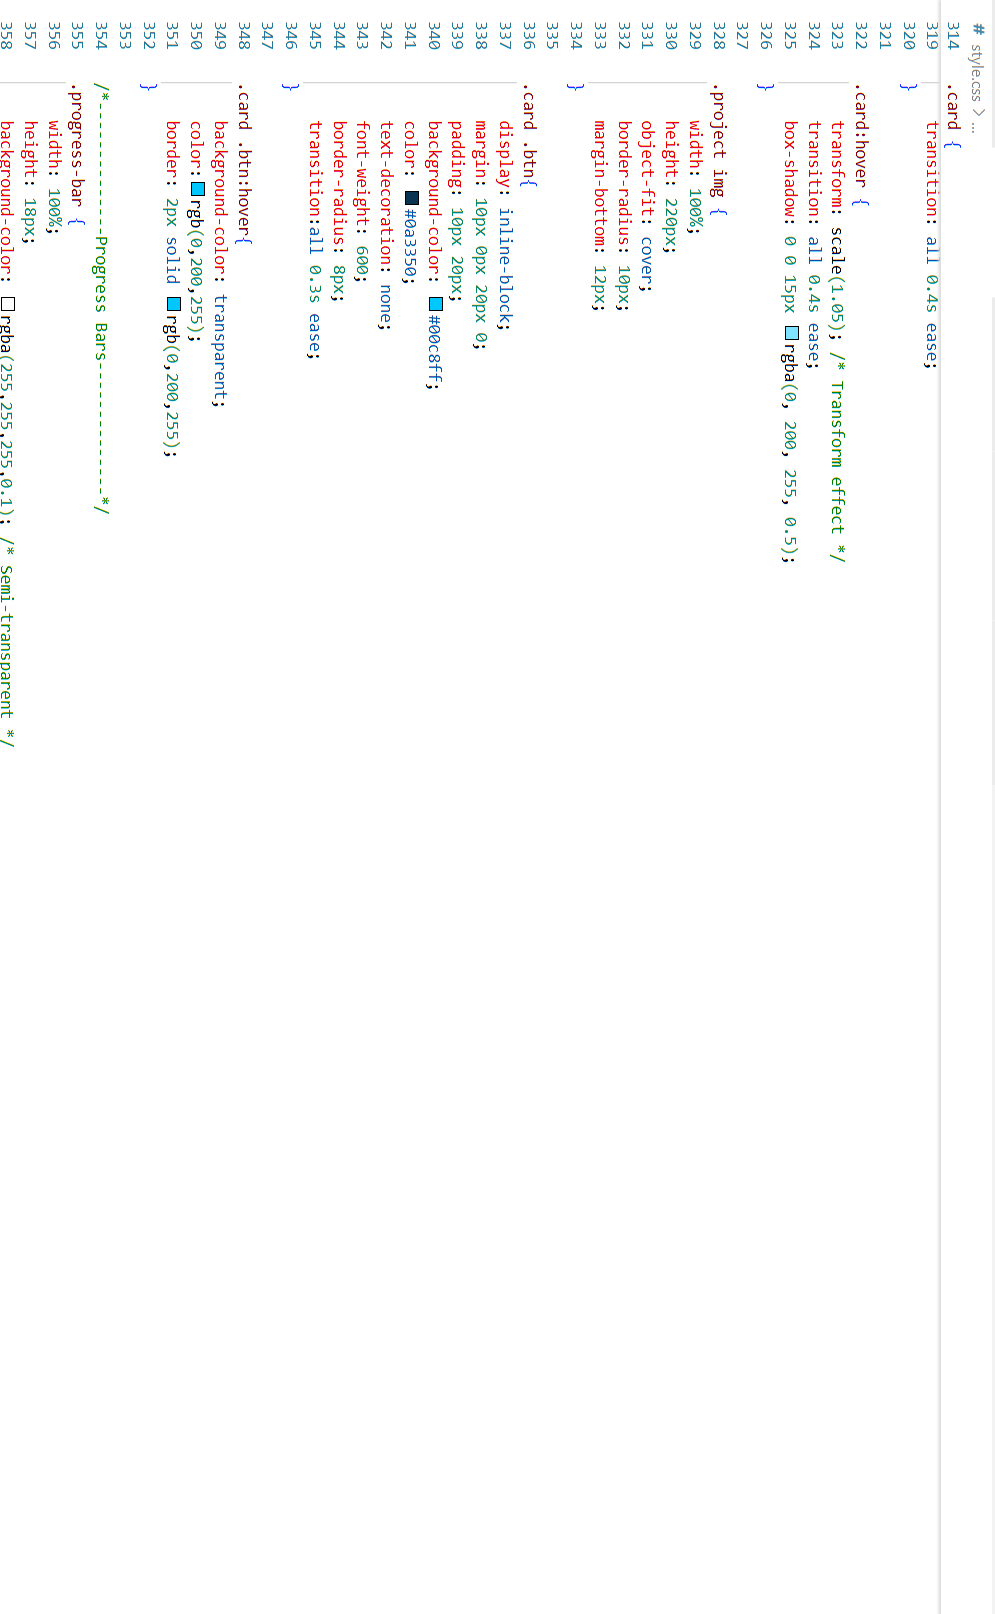 # style.css > ...
314 .card {
319 transition: all 0.4s ease;
320 }
321
322 .card:hover {
323 transform: scale(1.05); /* Transform effect */
324 transition: all 0.4s ease;
325 box-shadow: 0 0 15px rgba(0, 200, 255, 0.5);
326 }
327
328 .project img {
329 width: 100%;
330 height: 220px;
331 object-fit: cover;
332 border-radius: 10px;
333 margin-bottom: 12px;
334 }
335
336 .card .btn{
337 display: inline-block;
338 margin: 10px 0px 20px 0;
339 padding: 10px 20px;
340 background-color: #00c8ff;
341 color: #0a3350;
342 text-decoration: none;
343 font-weight: 600;
344 border-radius: 8px;
345 transition:all 0.3s ease;
346 }
347
348 .card .btn:hover{
349 background-color: transparent;
350 color:rgb(0,200,255);
351 border: 2px solid rgb(0,200,255);
352 }
353
354 /*--------------Progress Bars--------------*/
355 .progress-bar {
356 width: 100%;
357 height: 18px;
358 background-color: rgba(255,255,255,0.1); /* Semi-transparent */